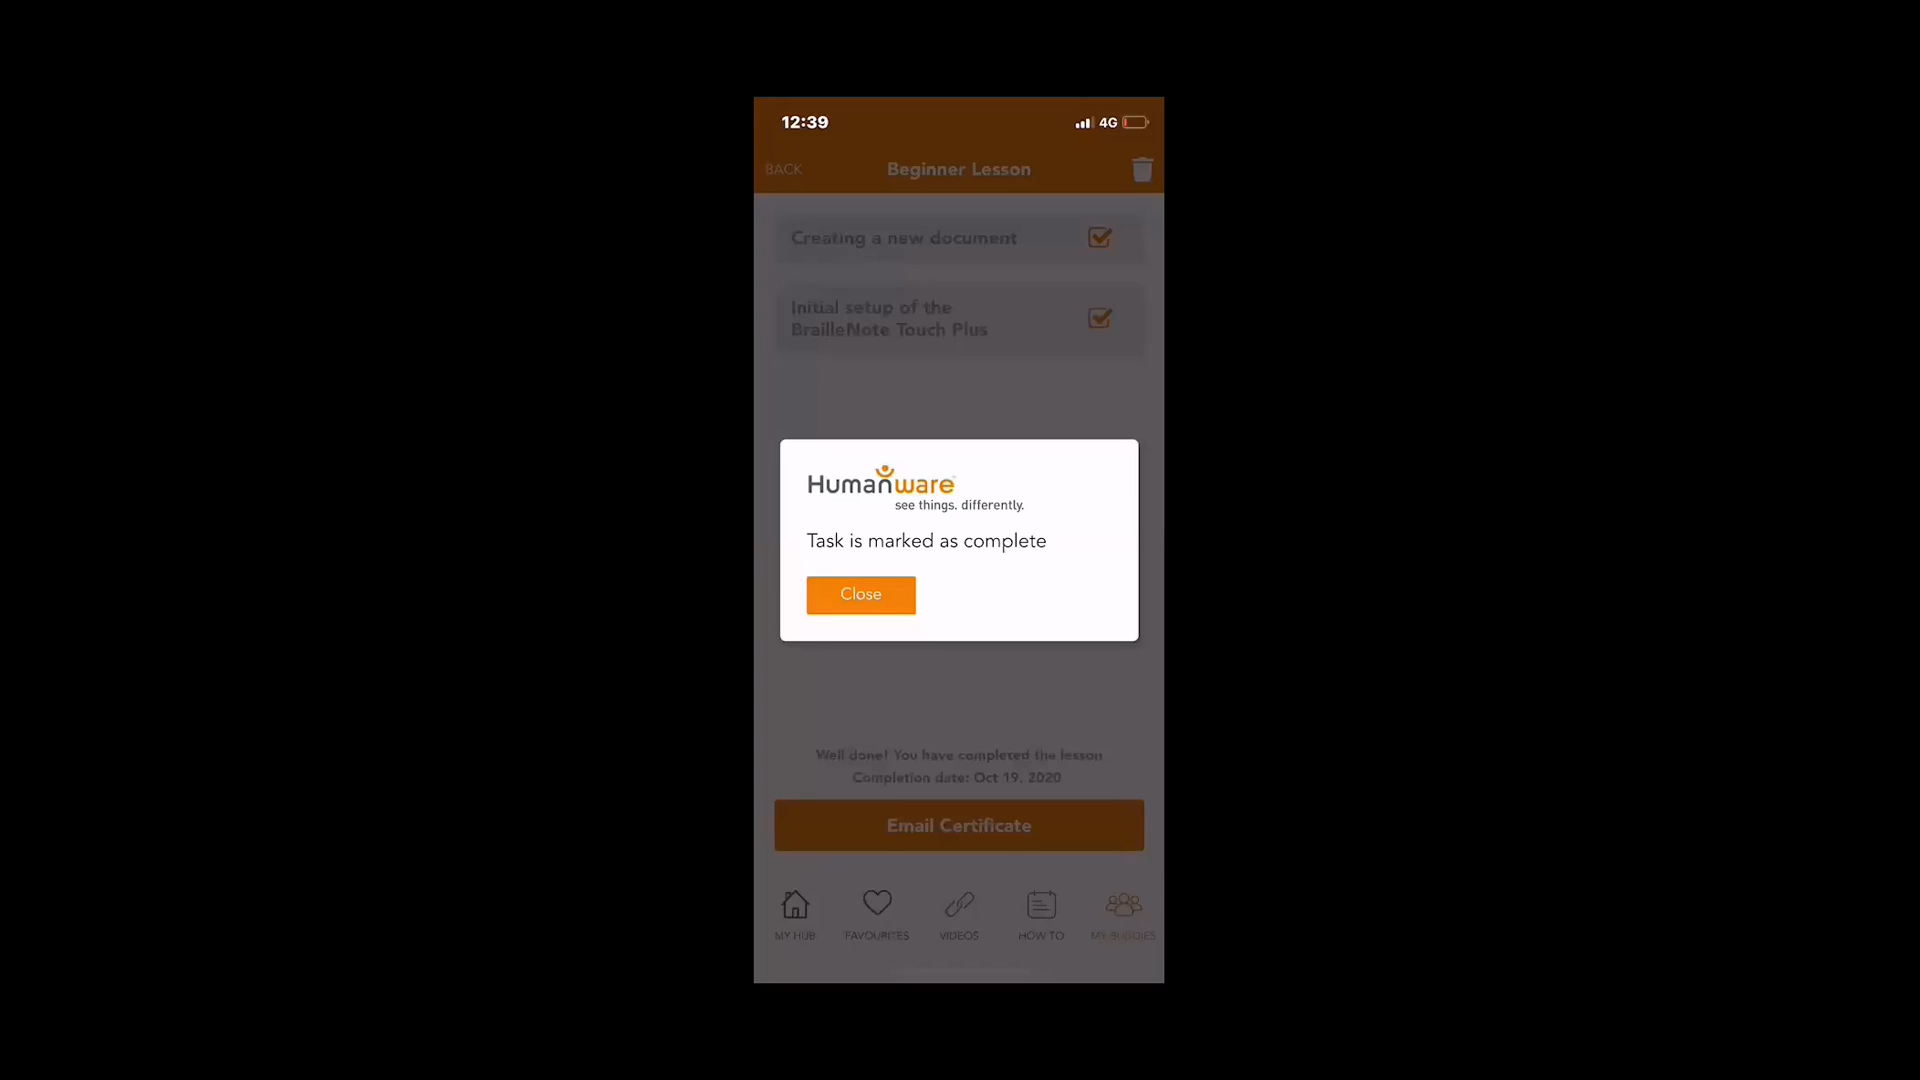 12:39
4G
BACK
Beginner Lesson
Creating a new document
Initial setup of the
BrailleNote Touch Plus
Humanware
see things. differently.
Task is marked as complete
Close
Well done! You have completed the lesson
Completion date: Oct 19, 2020
Email Certificate
MY HUB
FAVOURITES
VIDEOS
HOW TO
MY BUDDIES